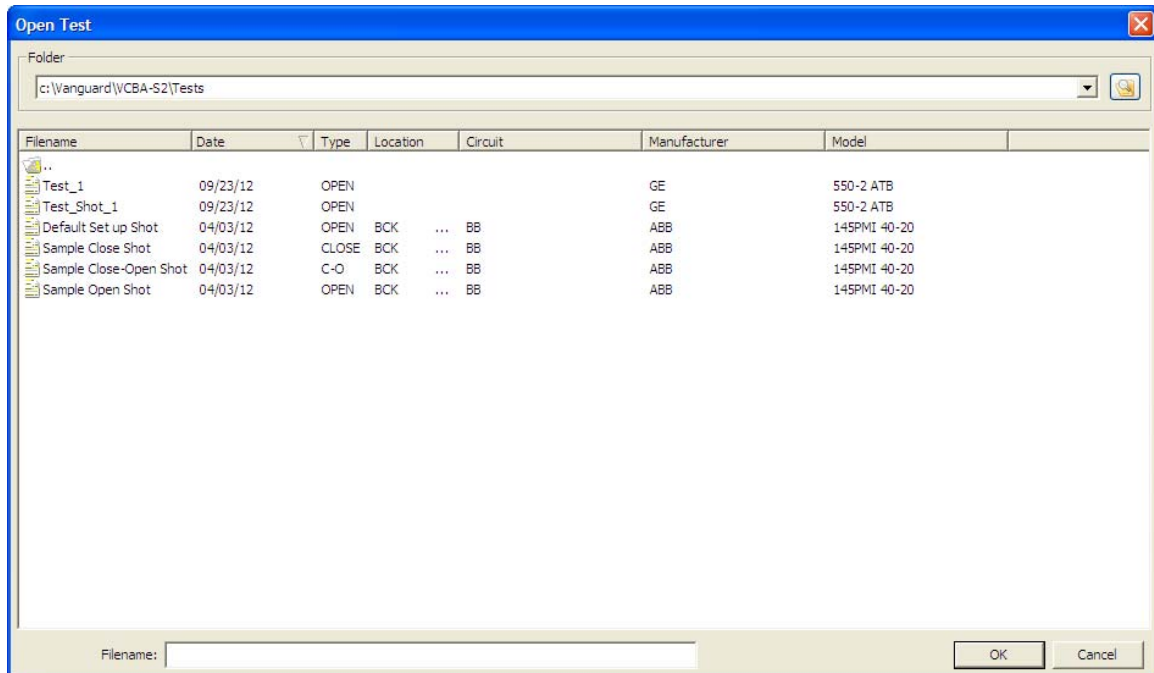 Open Test
Folder
c:\Vanguard\VCBA-S2\Tests
Filename Date Type Location Circuit Manufacturer Model
..
Test_1 09/23/12 OPEN GE 550-2 ATB
Test_Shot_1 09/23/12 OPEN GE 550-2 ATB
Default Set up Shot 04/03/12 OPEN BCK ... BB ABB 145PMI 40-20
Sample Close Shot 04/03/12 CLOSE BCK ... BB ABB 145PMI 40-20
Sample Close-Open Shot 04/03/12 C-O BCK ... BB ABB 145PMI 40-20
Sample Open Shot 04/03/12 OPEN BCK ... BB ABB 145PMI 40-20
Filename: OK Cancel